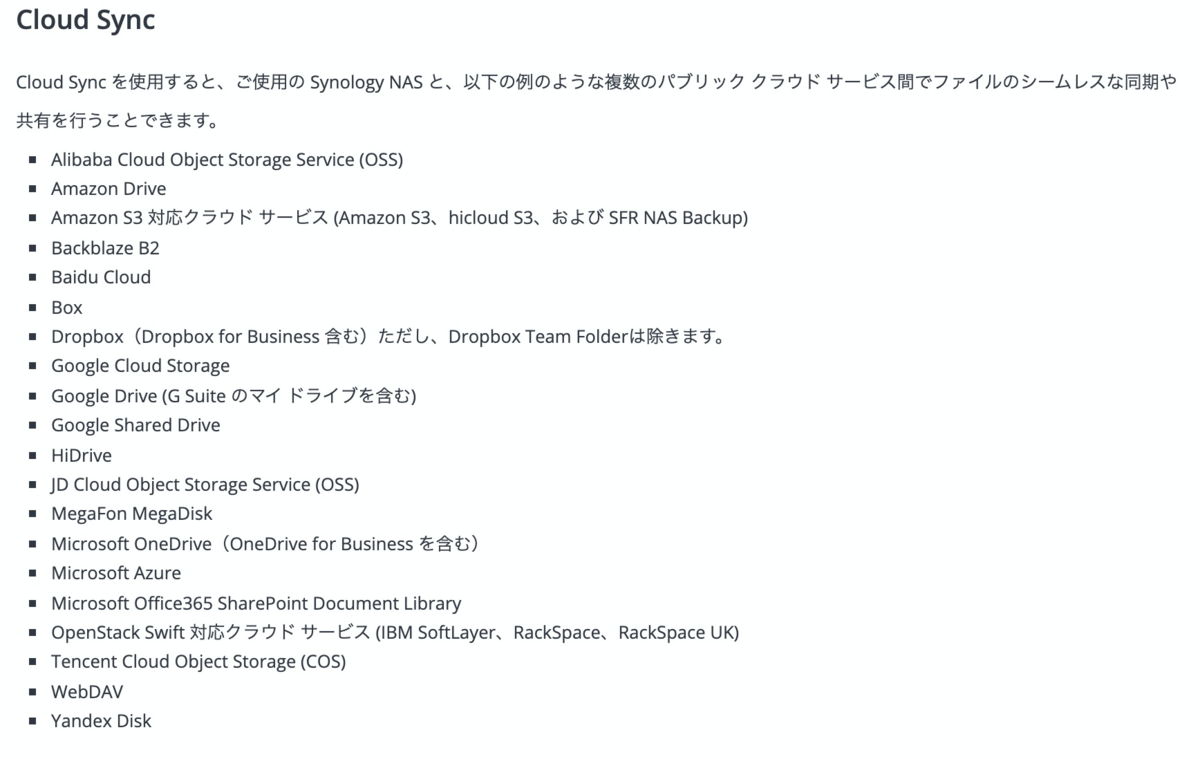 Cloud Sync
Cloud Sync を使用すると、ご使用の Synology NAS と、以下の例のような複数のパブリック クラウド サービス間でファイルのシームレスな同期や
共有を行うことできます。
▪ Alibaba Cloud Object Storage Service (OSS)
▪ Amazon Drive
▪ Amazon S3 対応クラウド サービス (Amazon S3、hicloud S3、および SFR NAS Backup)
▪ Backblaze B2
▪ Baidu Cloud
▪ Box
▪ Dropbox（Dropbox for Business 含む）ただし、Dropbox Team Folderは除きます。
▪ Google Cloud Storage
▪ Google Drive (G Suite のマイ ドライブを含む)
▪ Google Shared Drive
▪ HiDrive
▪ JD Cloud Object Storage Service (OSS)
▪ MegaFon MegaDisk
▪ Microsoft OneDrive（OneDrive for Business を含む）
▪ Microsoft Azure
▪ Microsoft Office365 SharePoint Document Library
▪ OpenStack Swift 対応クラウド サービス (IBM SoftLayer、RackSpace、RackSpace UK)
▪ Tencent Cloud Object Storage (COS)
▪ WebDAV
▪ Yandex Disk